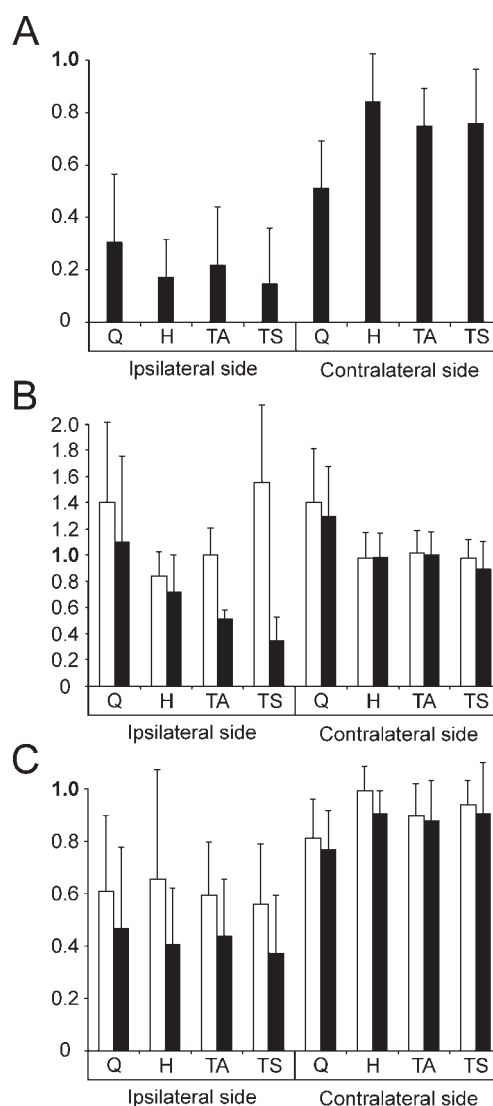 A
1.0
0.8
0.6
0.4
0.2
0
Q H TA TS Q H TA TS
Ipsilateral side Contralateral side
B
2.0
1.8
1.6
1.4
1.2
1.0
0.8
0.6
0.4
0.2
0
Q H TA TS Q H TA TS
Ipsilateral side Contralateral side
C
1.0
0.8
0.6
0.4
0.2
0
Q H TA TS Q H TA TS
Ipsilateral side Contralateral side